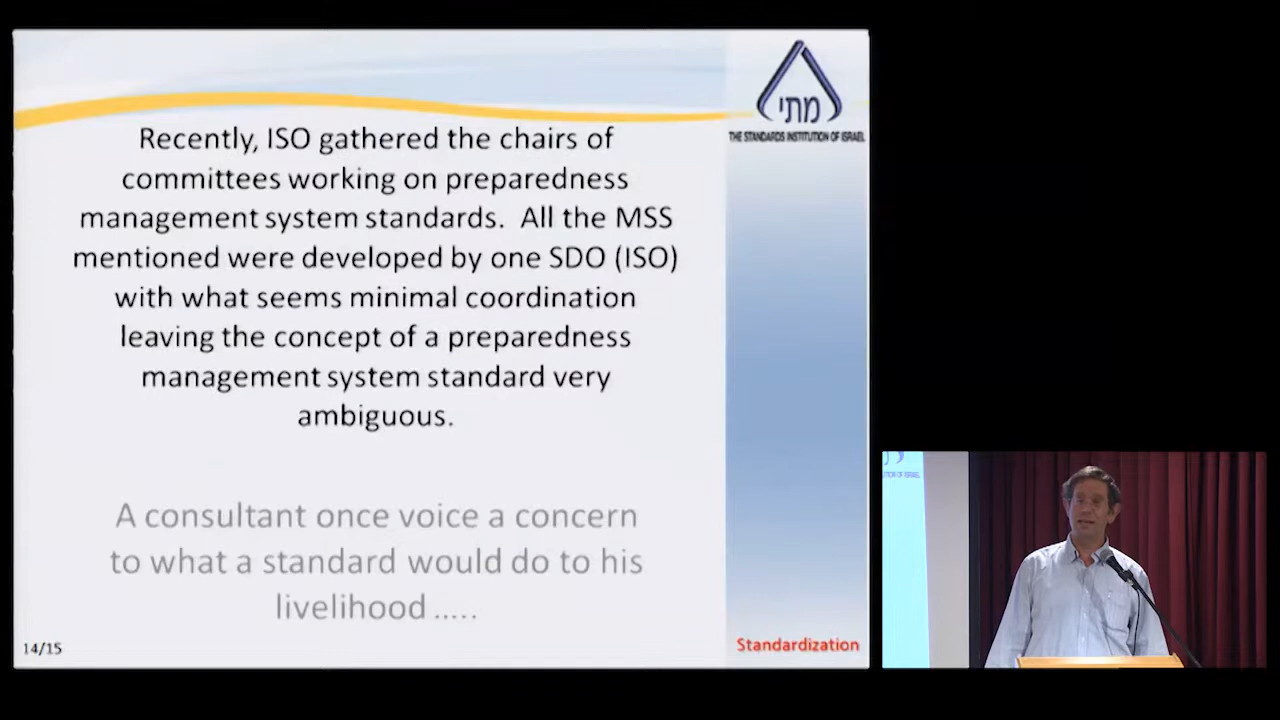 מתי
THE STANDARDS INSTITUTION OF ISRAEL
Recently, ISO gathered the chairs of
committees working on preparedness
management system standards. All the MSS
mentioned were developed by one SDO (ISO)
with what seems minimal coordination
leaving the concept of a preparedness
management system standard very
ambiguous.
A consultant once voice a concern
to what a standard would do to his
livelihood .....
14/15
Standardization
OF ISRAEL